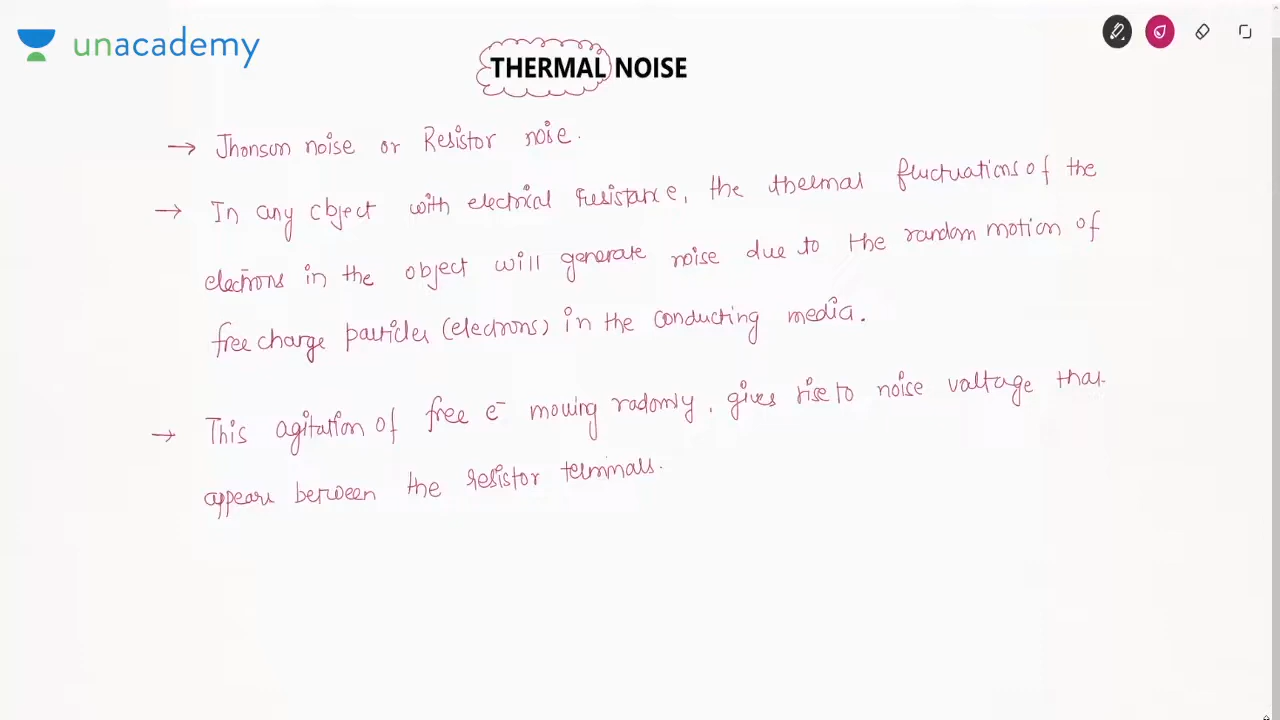 unacademy
THERMAL NOISE
→ Jhonson noise or Resistor noie.
→ In any object with electrical resistance, the thermal fluctuations of the
electrons in the object will generate noise due to the random motion of
free charge particles (electrons) in the conducting media.
→ This agitation of free e⁻ moving radomly, gives rise to noise voltage that
appears between the resistor terminals.